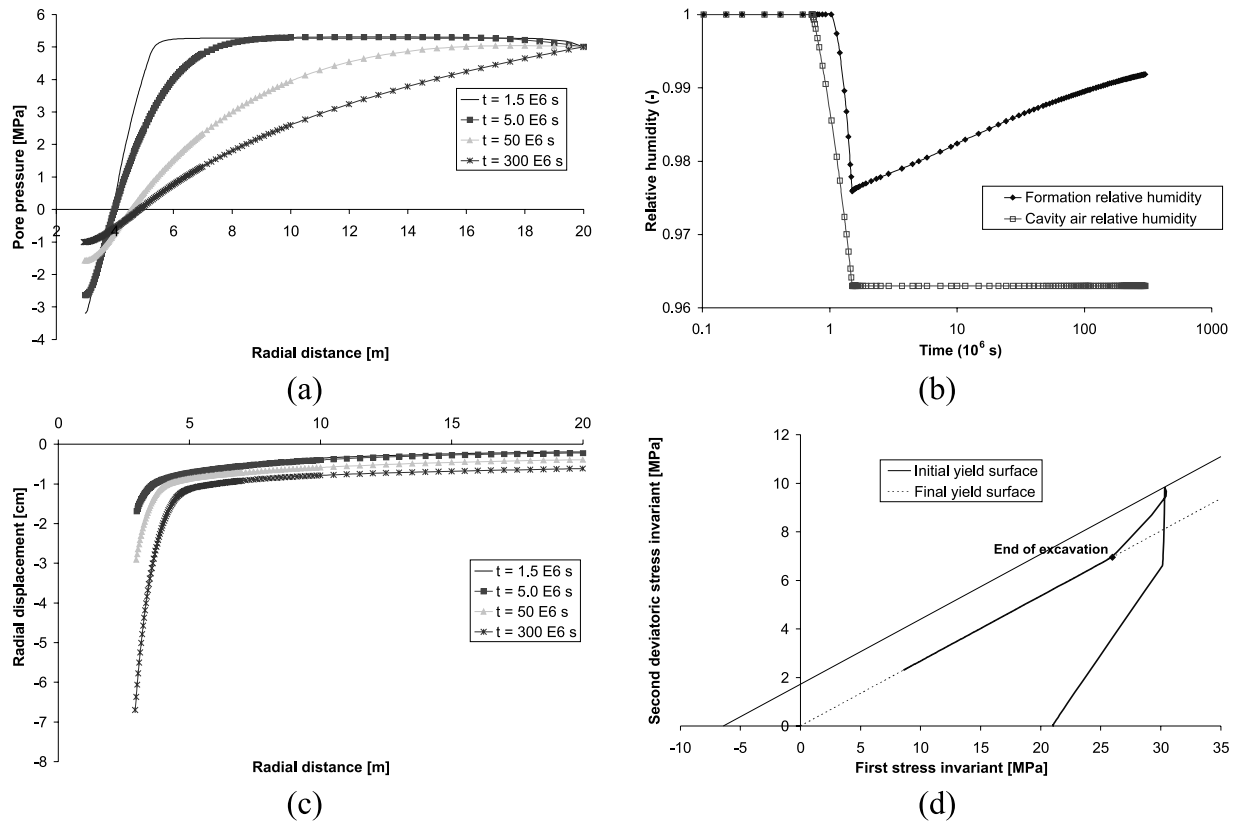 6
5
4
3
2
1
0
-1
-2
-3
-4
2
4
6
8
10
12
14
16
18
20
Pore pressure [MPa]
Radial distance [m]
t = 1.5 E6 s
t = 5.0 E6 s
t = 50 E6 s
t = 300 E6 s
(a)
1
0.99
0.98
0.97
0.96
0.1
1
10
100
1000
Relative humidity (-)
Time (10⁶ s)
Formation relative humidity
Cavity air relative humidity
(b)
0
5
10
15
20
0
-1
-2
-3
-4
-5
-6
-7
-8
Radial displacement [cm]
Radial distance [m]
t = 1.5 E6 s
t = 5.0 E6 s
t = 50 E6 s
t = 300 E6 s
(c)
12
10
8
6
4
2
0
-10
-5
0
5
10
15
20
25
30
35
Second deviatoric stress invariant [MPa]
First stress invariant [MPa]
Initial yield surface
Final yield surface
End of excavation
(d)